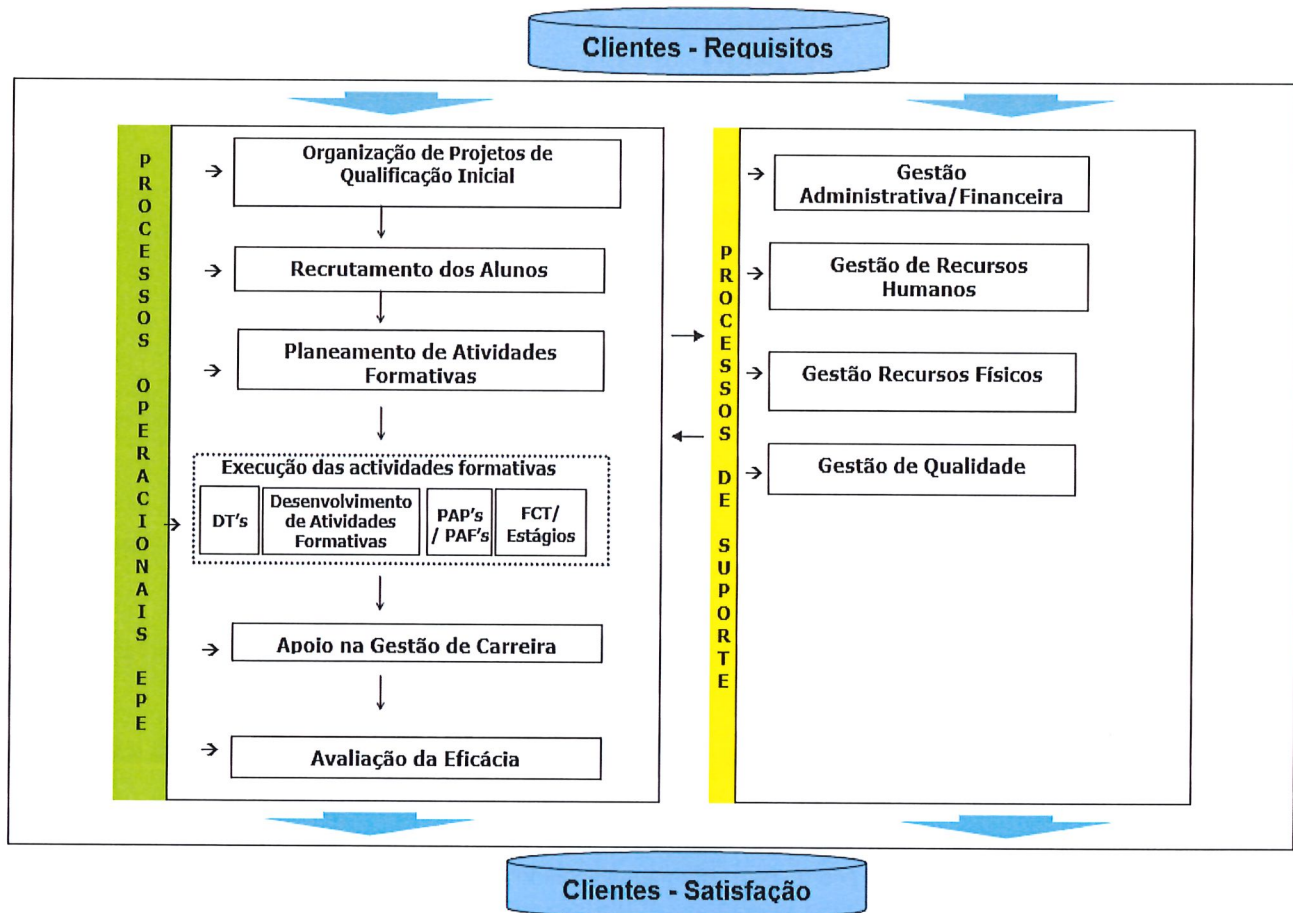 Clientes - Requisitos
PROCESSOS OPERACIONAIS EPE
Organização de Projetos de
Qualificação Inicial
Recrutamento dos Alunos
Planeamento de Atividades
Formativas
Execução das actividades formativas
DT's
Desenvolvimento
de Atividades
Formativas
PAP's
/ PAF's
FCT/
Estágios
Apoio na Gestão de Carreira
Avaliação da Eficácia
PROCESSOS DE SUPORTE
Gestão
Administrativa/Financeira
Gestão de Recursos
Humanos
Gestão Recursos Físicos
Gestão de Qualidade
Clientes - Satisfação